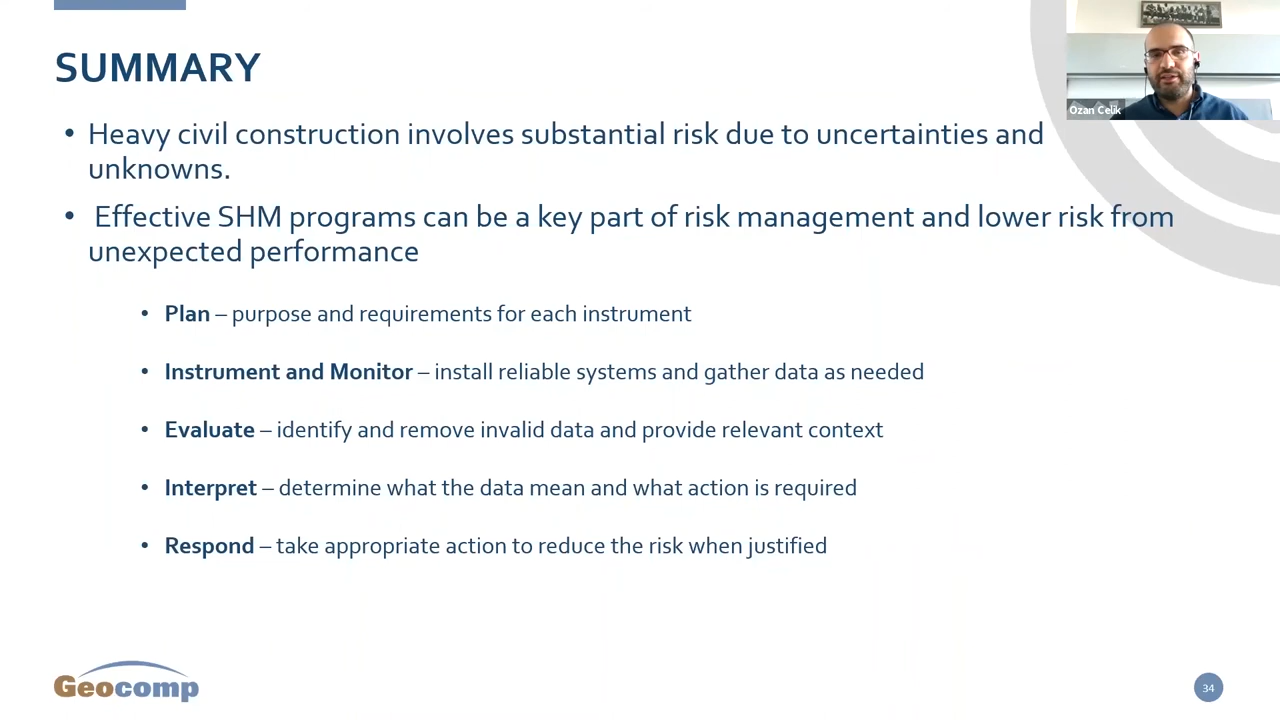 SUMMARY
Ozan Celik
• Heavy civil construction involves substantial risk due to uncertainties and
unknowns.
• Effective SHM programs can be a key part of risk management and lower risk from
unexpected performance
• Plan – purpose and requirements for each instrument
• Instrument and Monitor – install reliable systems and gather data as needed
• Evaluate – identify and remove invalid data and provide relevant context
• Interpret – determine what the data mean and what action is required
• Respond – take appropriate action to reduce the risk when justified
Geocomp
34